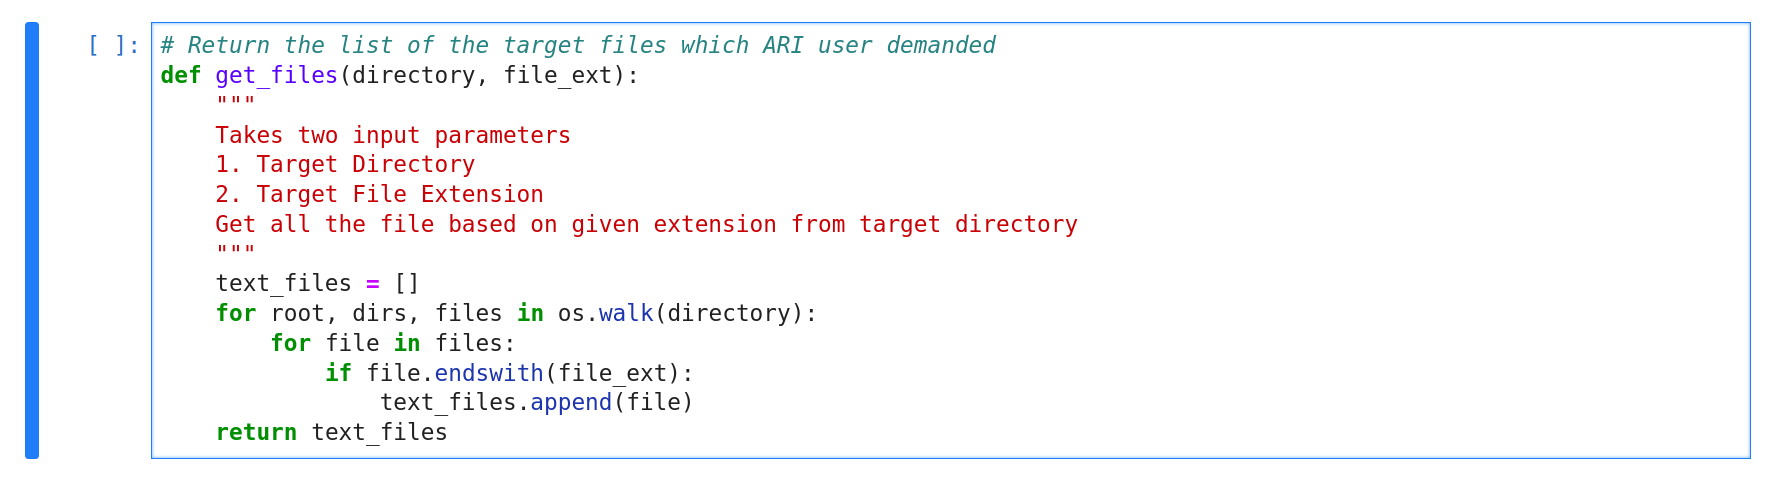 [ ]: # Return the list of the target files which ARI user demanded
def get_files(directory, file_ext):
    """
    Takes two input parameters
    1. Target Directory
    2. Target File Extension
    Get all the file based on given extension from target directory
    """
    text_files = []
    for root, dirs, files in os.walk(directory):
        for file in files:
            if file.endswith(file_ext):
                text_files.append(file)
    return text_files